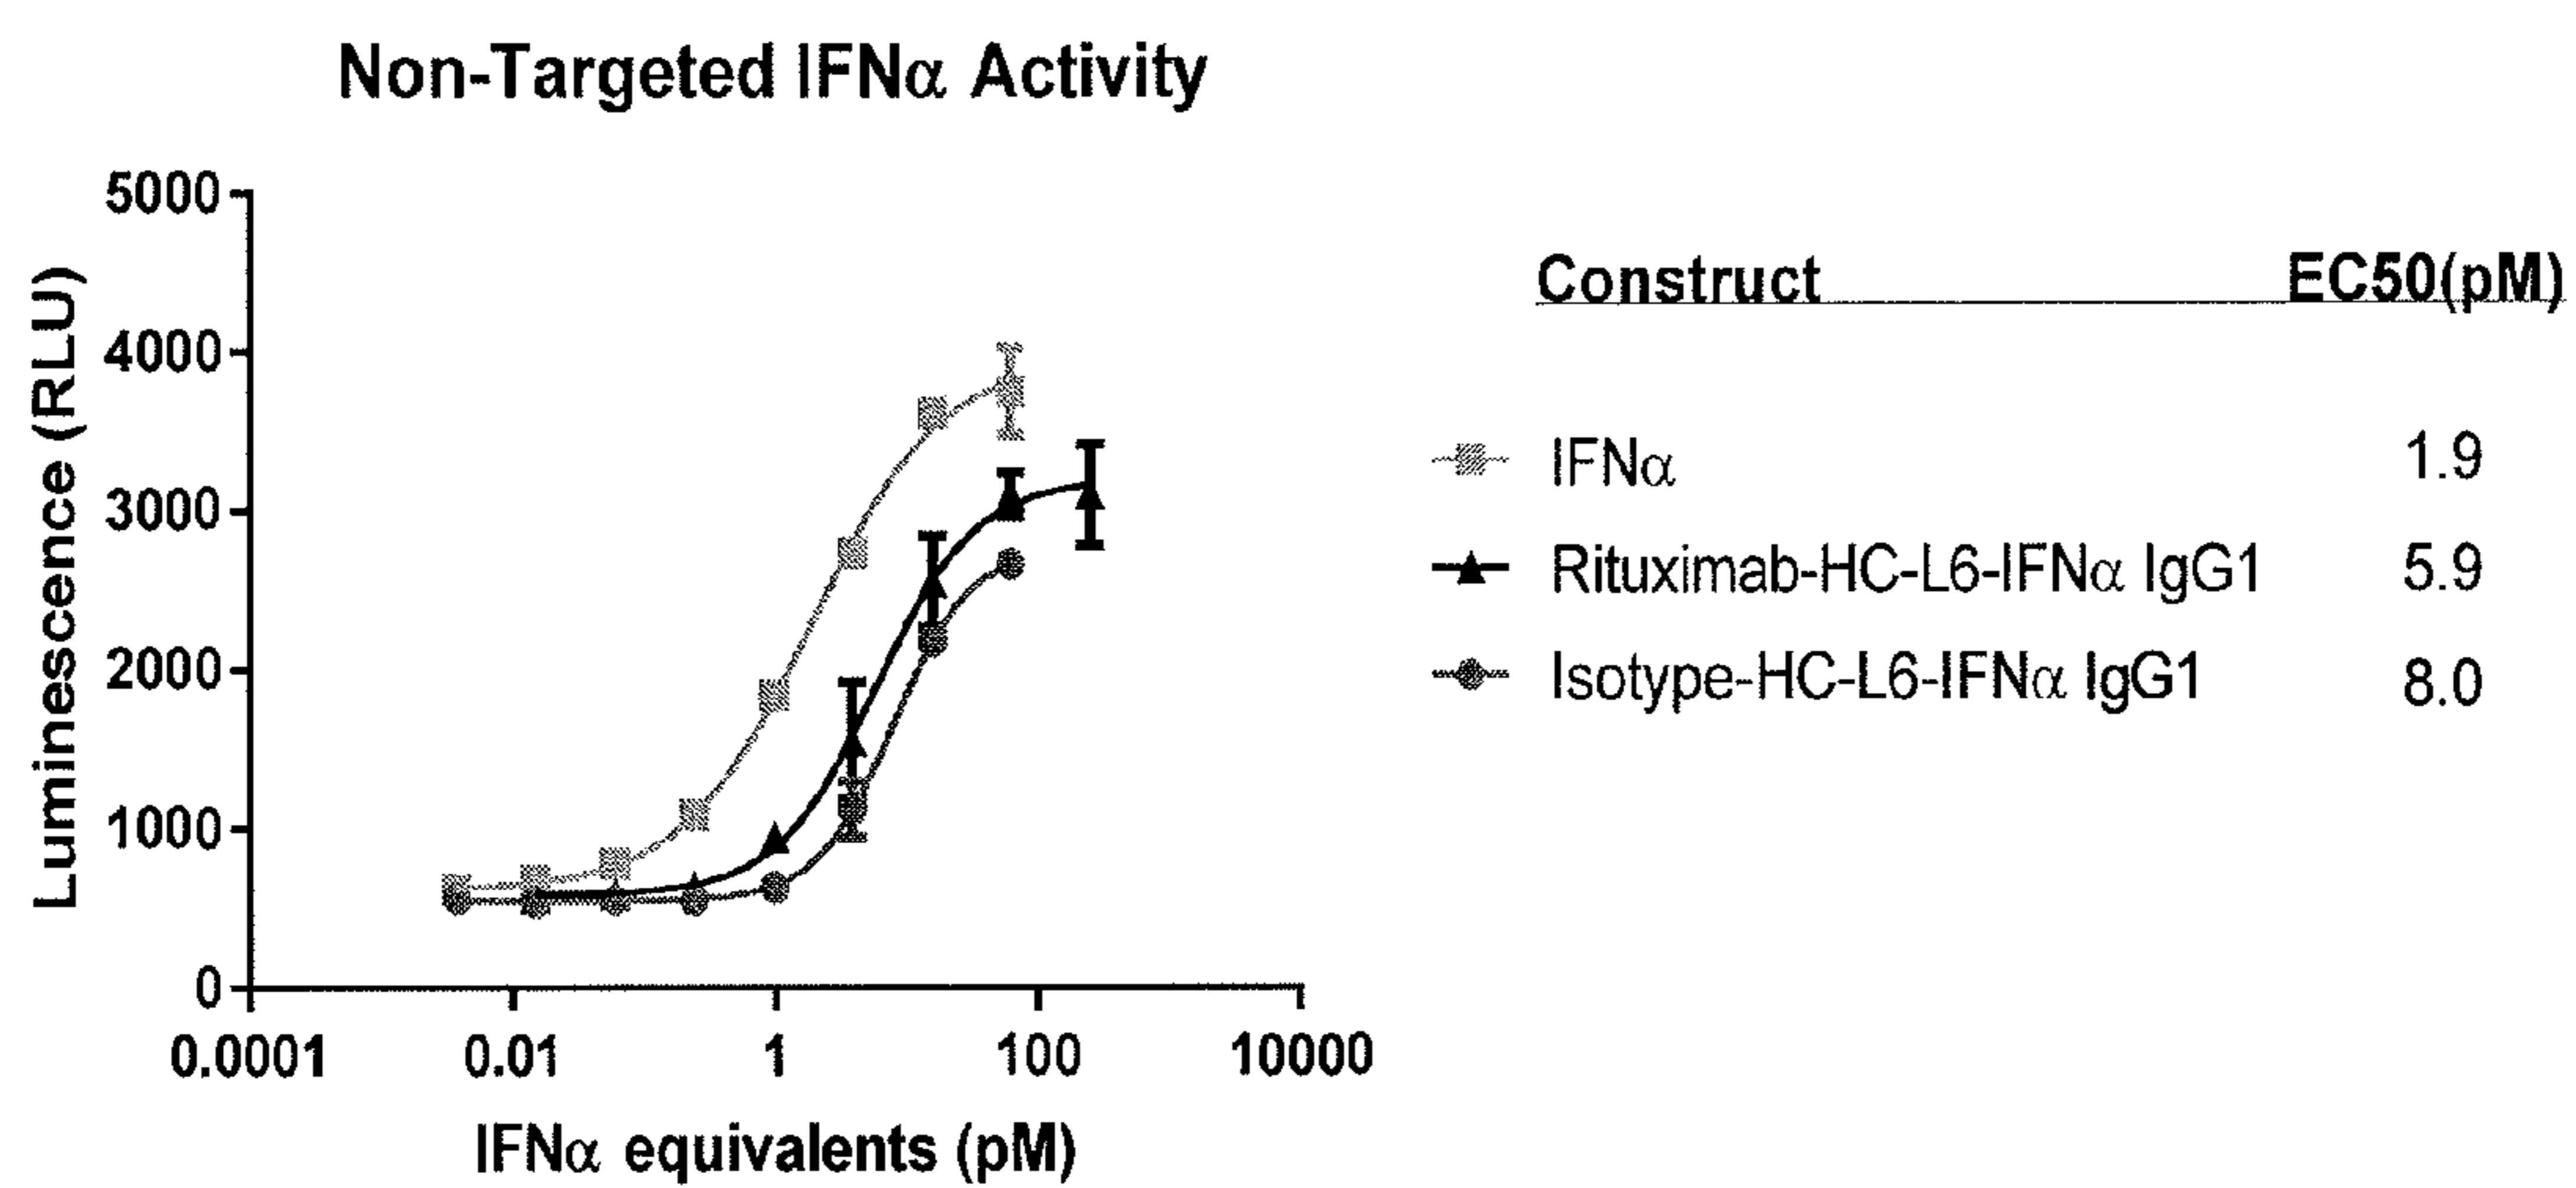 Non-Targeted IFNα Activity
5000
4000
3000
2000
1000
0
Luminescence (RLU)
0.0001 0.01 1 100 10000
IFNα equivalents (pM)
Construct EC50(pM)
IFNα 1.9
Rituximab-HC-L6-IFNα IgG1 5.9
Isotype-HC-L6-IFNα IgG1 8.0